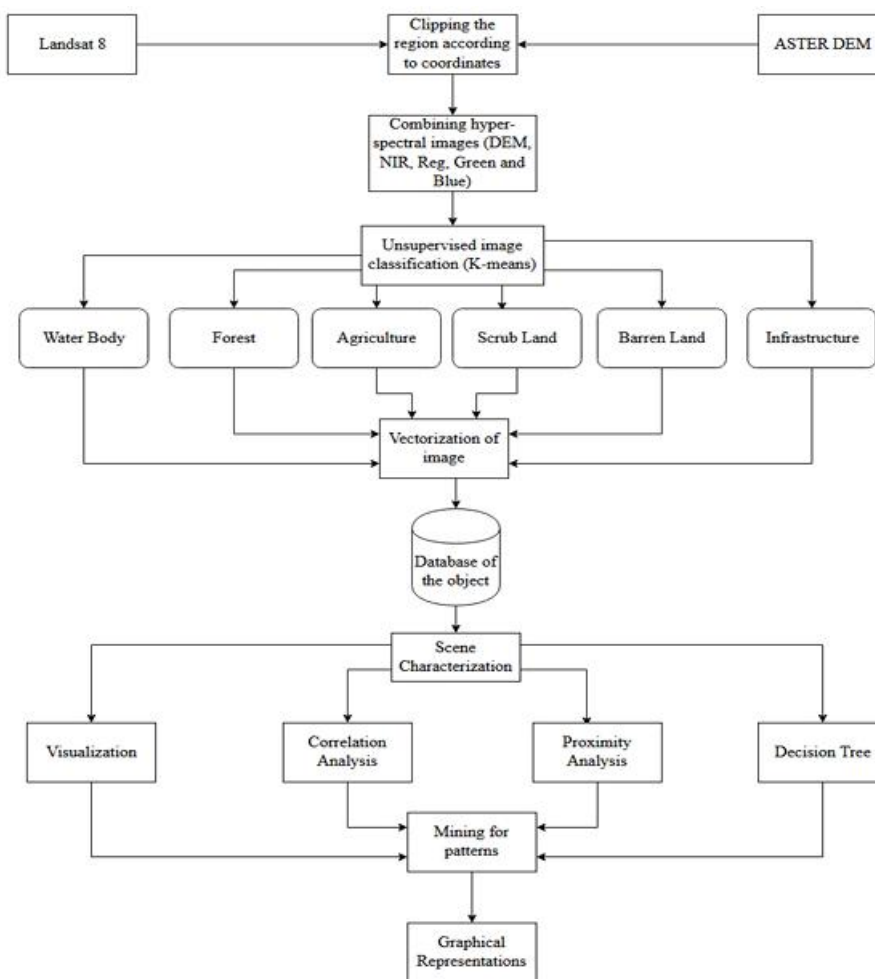 Landsat 8
Clipping the
region according
to coordinates
ASTER DEM
Combining hyper-
spectral images (DEM,
NIR, Reg, Green and
Blue)
Unsupervised image
classification (K-means)
Water Body
Forest
Agriculture
Scrub Land
Barren Land
Infrastructure
Vectorization of
image
Database of
the object
Scene
Characterization
Visualization
Correlation
Analysis
Proximity
Analysis
Decision Tree
Mining for
patterns
Graphical
Representations